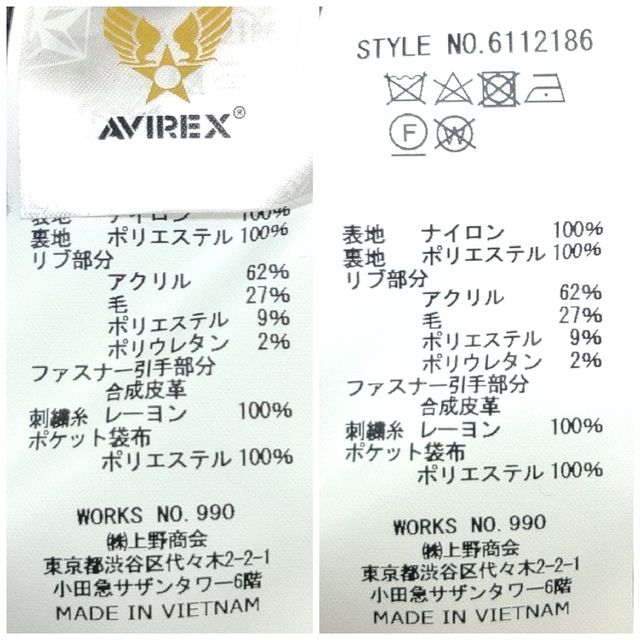 AVIREX®
表地 ナイロン 100%
裏地 ポリエステル 100%
リブ部分
アクリル 62%
毛 27%
ポリエステル 9%
ポリウレタン 2%
ファスナー引手部分
合成皮革
刺繍糸 レーヨン 100%
ポケット袋布
ポリエステル 100%
WORKS NO. 990
㈱上野商会
東京都渋谷区代々木2-2-1
小田急サザンタワー6階
MADE IN VIETNAM
STYLE NO.6112186
F
W
表地 ナイロン 100%
裏地 ポリエステル 100%
リブ部分
アクリル 62%
毛 27%
ポリエステル 9%
ポリウレタン 2%
ファスナー引手部分
合成皮革
刺繍糸 レーヨン 100%
ポケット袋布
ポリエステル 100%
WORKS NO. 990
㈱上野商会
東京都渋谷区代々木2-2-1
小田急サザンタワー6階
MADE IN VIETNAM